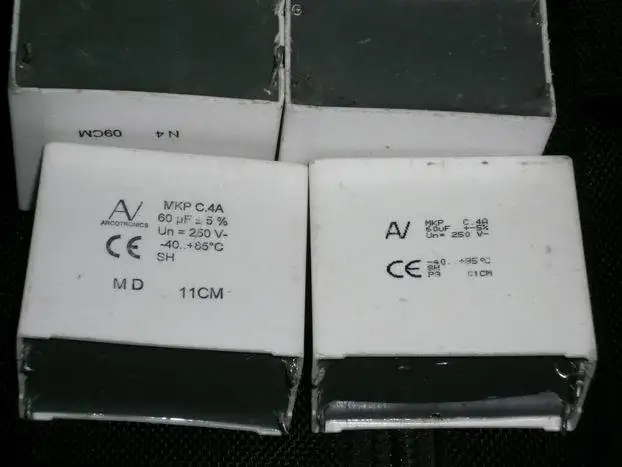 N 4 09CM
AV
ARCOTRONICS
MKP C.4A
60 µF ± 5 %
Un = 250 V~
-40..+85°C
SH
CE
M D 11CM
AV
MKP C.4A
60UF +-5%
Un= 250 V~
CE
-40..+85°C
SH
P3 01CM